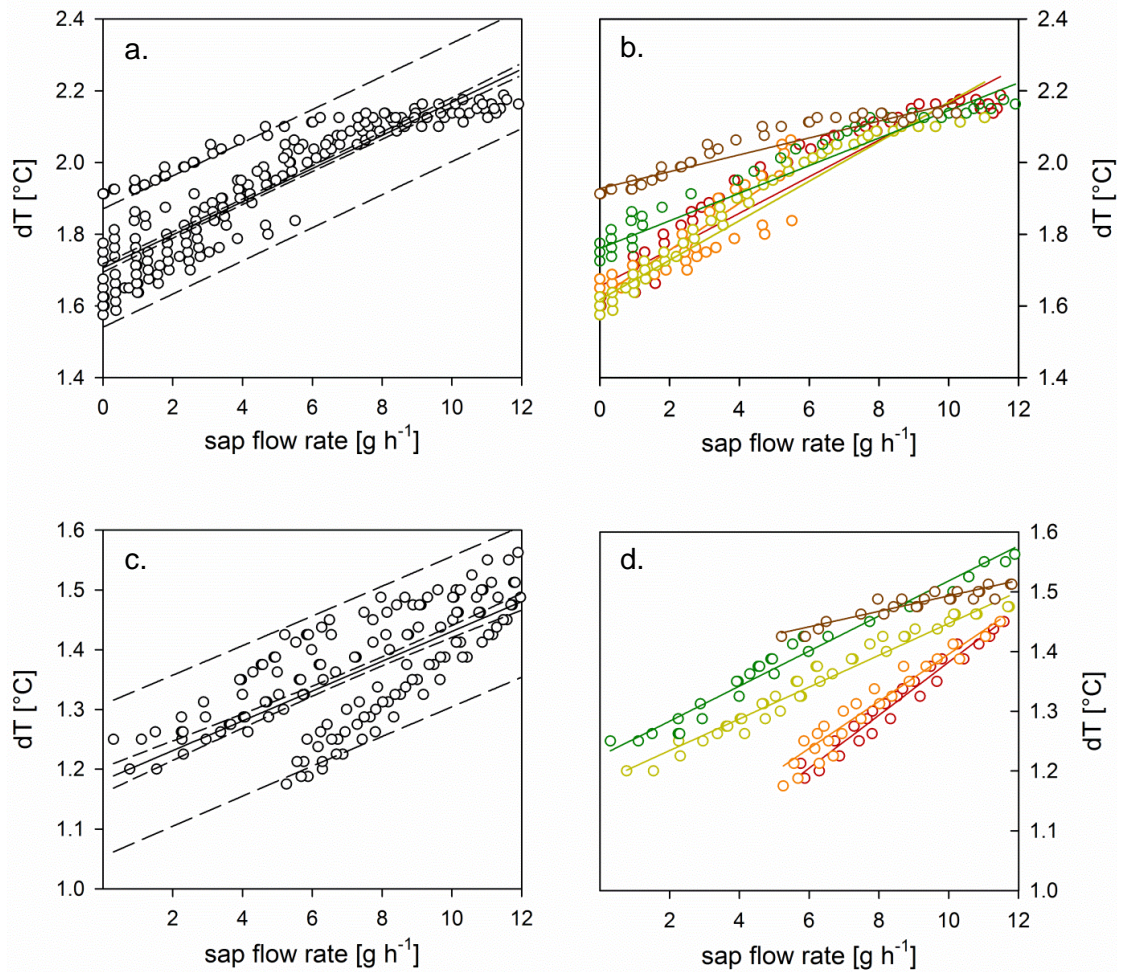 a.
2.4
2.2
2.0
1.8
1.6
1.4
dT [°C]
0 2 4 6 8 10 12
sap flow rate [g h⁻¹]
b.
2.4
2.2
2.0
1.8
1.6
1.4
dT [°C]
0 2 4 6 8 10 12
sap flow rate [g h⁻¹]
c.
1.6
1.5
1.4
1.3
1.2
1.1
1.0
dT [°C]
2 4 6 8 10 12
sap flow rate [g h⁻¹]
d.
1.6
1.5
1.4
1.3
1.2
1.1
1.0
dT [°C]
2 4 6 8 10 12
sap flow rate [g h⁻¹]